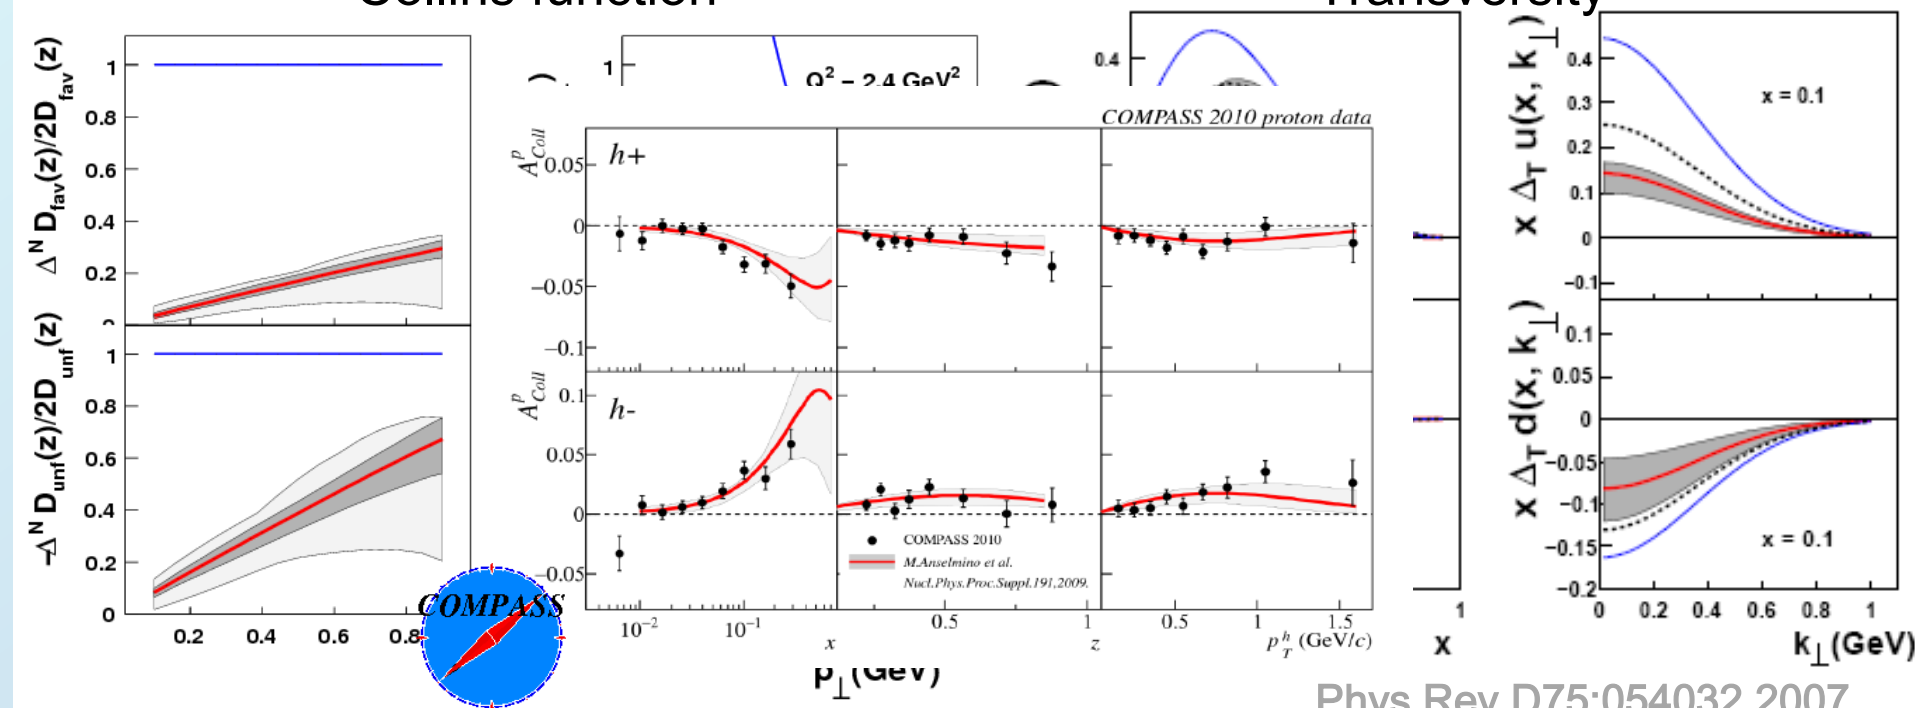 Collins function
Transversity
Δ^N D_fav(z)/2D_fav(z)
1
0.8
0.6
0.4
0.2
0
-Δ^N D_unf(z)/2D_unf(z)
1
0.8
0.6
0.4
0.2
0
0.2 0.4 0.6 0.8
COMPASS
1
Q² = 2.4 GeV²
p⊥(GeV)
COMPASS 2010 proton data
A^p_Coll
h+
0.05
0
−0.05
−0.1
A^p_Coll
h-
0.1
0.05
0
−0.05
COMPASS 2010
M.Anselmino et al.
Nucl.Phys.Proc.Suppl.191,2009.
10⁻² 10⁻¹ x
0.5 1 z
0.5 1 1.5
p_T^h (GeV/c)
0.4
1
x
x Δ_T u(x, k⊥)
0.4
0.3
0.2
0.1
0
−0.1
x = 0.1
x Δ_T d(x, k⊥)
0.1
0.05
0
−0.05
−0.1
−0.15
−0.2
x = 0.1
0 0.2 0.4 0.6 0.8 1
k⊥(GeV)
Phys.Rev.D75:054032,2007